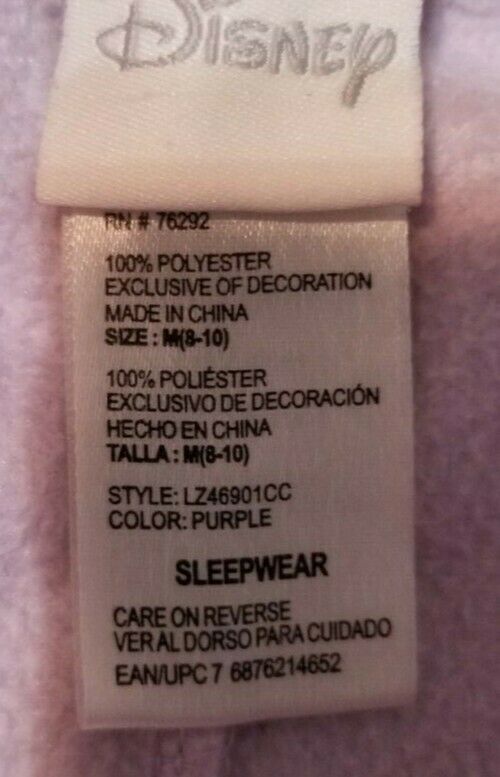 Disney
RN # 76292
100% POLYESTER
EXCLUSIVE OF DECORATION
MADE IN CHINA
SIZE : M(8-10)
100% POLIÉSTER
EXCLUSIVO DE DECORACIÓN
HECHO EN CHINA
TALLA : M(8-10)
STYLE: LZ46901CC
COLOR: PURPLE
SLEEPWEAR
CARE ON REVERSE
VER AL DORSO PARA CUIDADO
EAN/UPC 7 6876214652